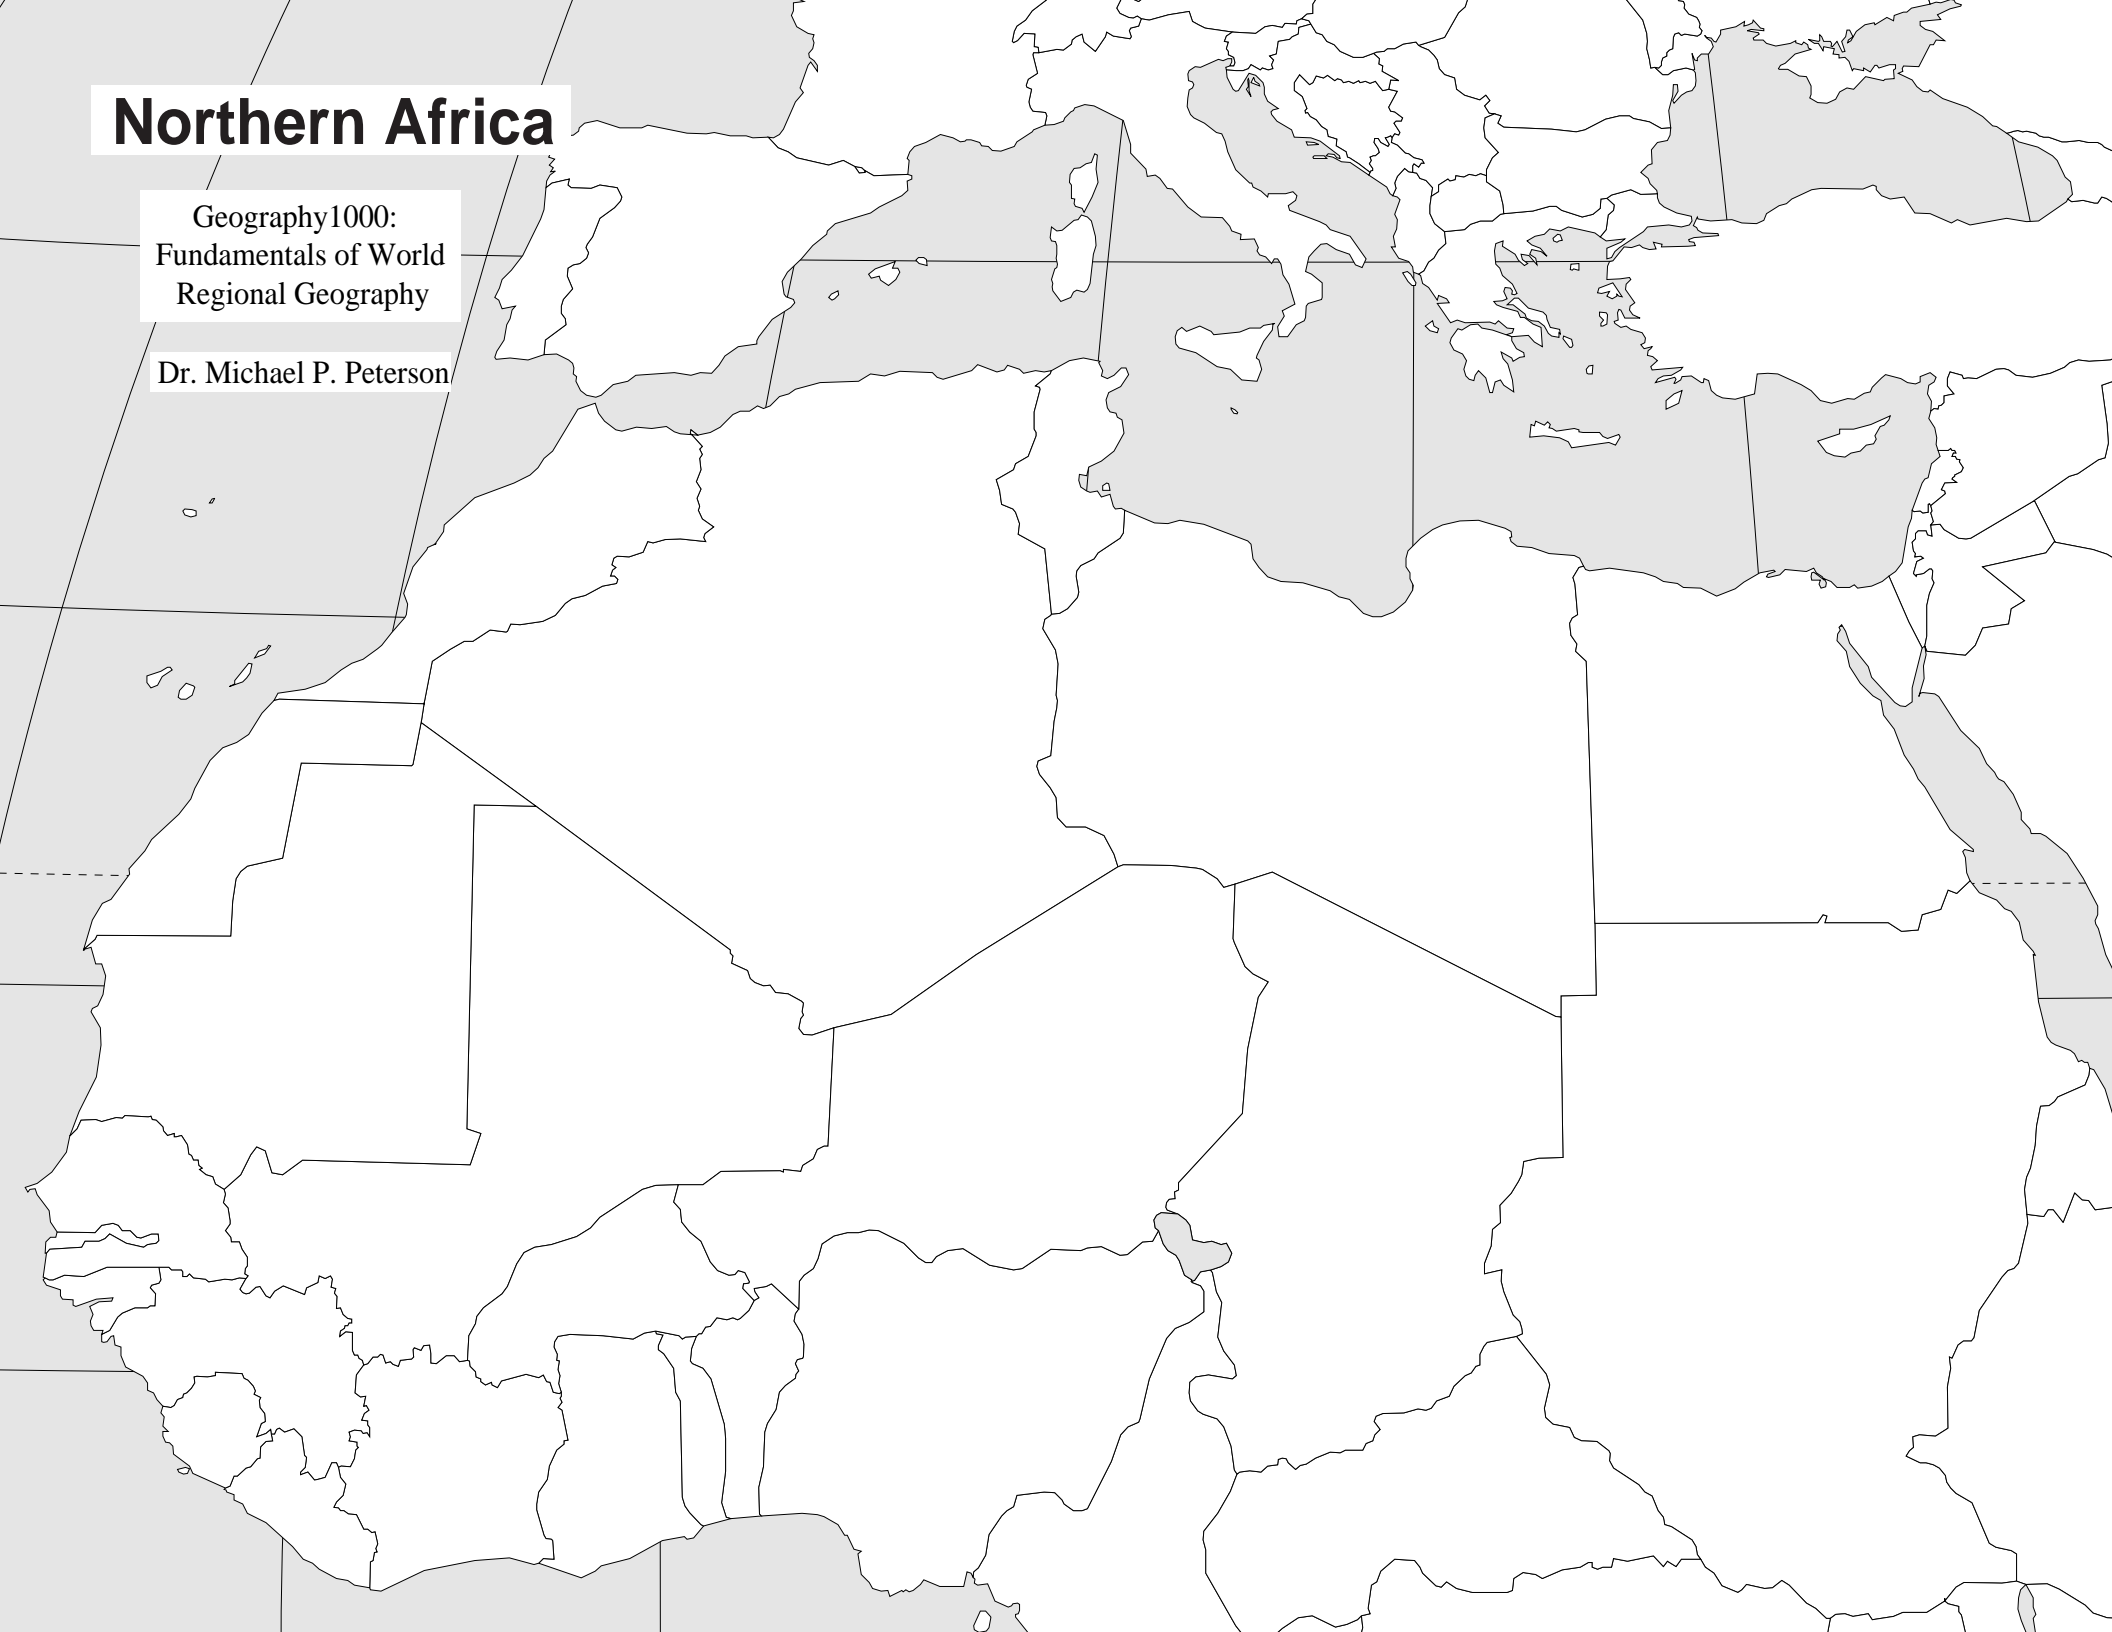 Northern Africa
Geography1000:
Fundamentals of World
Regional Geography
Dr. Michael P. Peterson